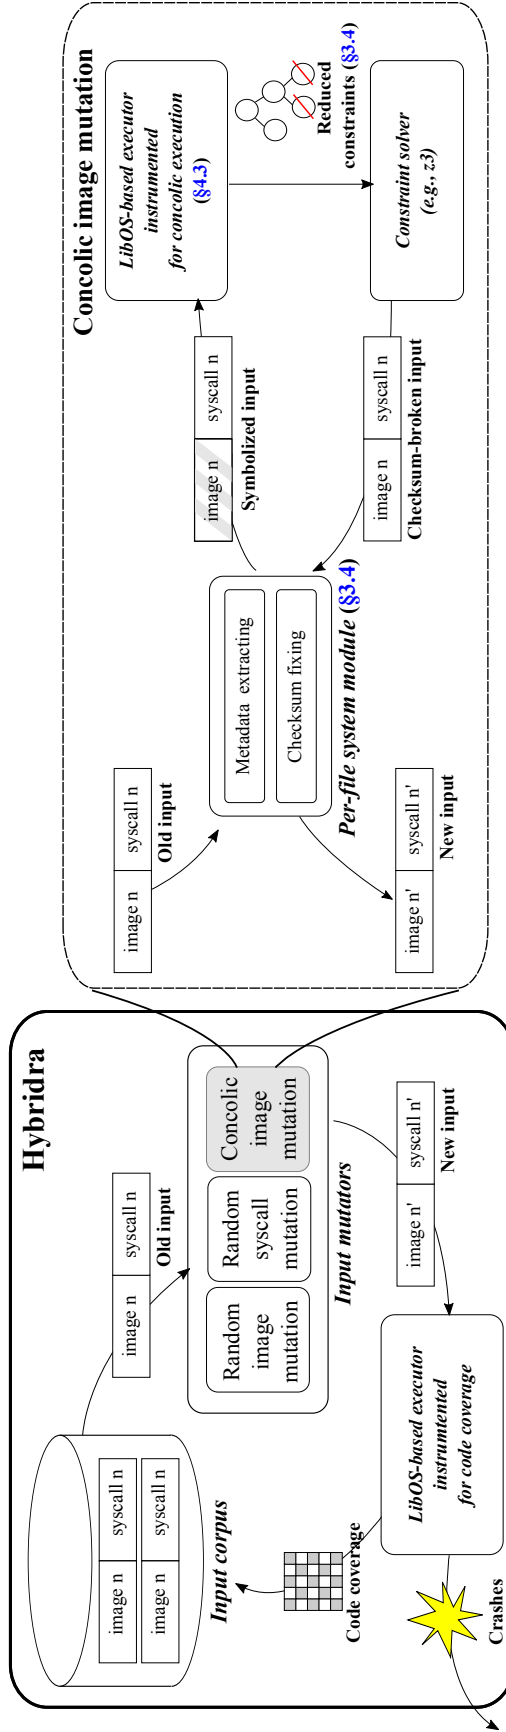 Hybridra
image n
syscall n
image n
syscall n
Input corpus
image n
syscall n
Old input
Random
image
mutation
Random
syscall
mutation
Concolic
image
mutation
Input mutators
image n'
syscall n'
New input
LibOS-based executor
instrumtented
for code coverage
Code coverage
Crashes
Concolic image mutation
image n
syscall n
Old input
Metadata extracting
Checksum fixing
Per-file system module (§3.4)
image n
syscall n
Symbolized input
LibOS-based executor
instrumented
for concolic execution
(§4.3)
Reduced
constraints (§3.4)
Constraint solver
(e.g., z3)
image n
syscall n
Checksum-broken input
image n'
syscall n'
New input